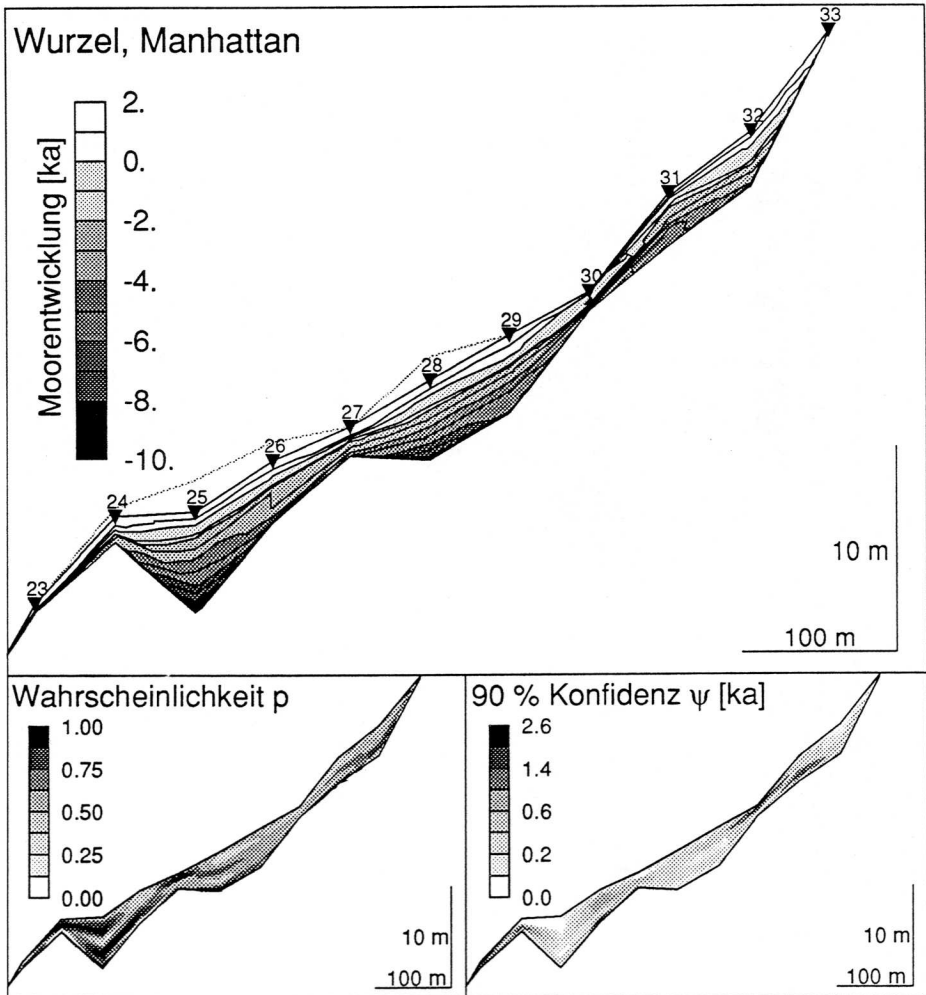 Wurzel, Manhattan
Moorentwicklung [ka]
2.
0.
-2.
-4.
-6.
-8.
-10.
33
32
31
30
29
28
27
26
25
24
23
10 m
100 m
Wahrscheinlichkeit p
1.00
0.75
0.50
0.25
0.00
10 m
100 m
90 % Konfidenz ψ [ka]
2.6
1.4
0.6
0.2
0.0
10 m
100 m